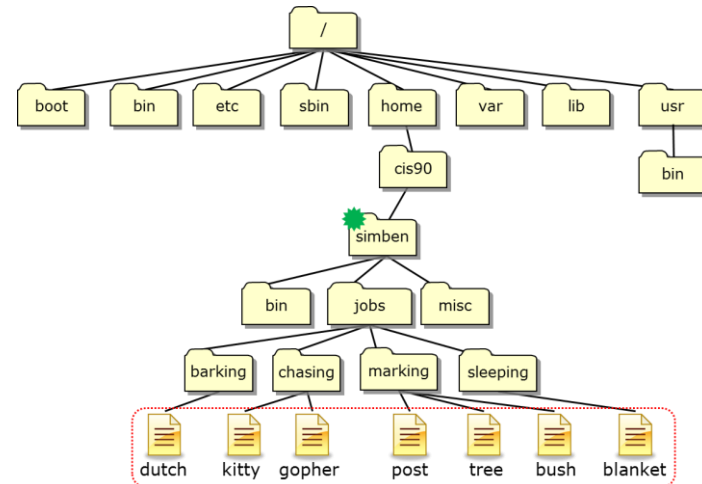 /
boot bin etc sbin home var lib usr
cis90 bin
simben
bin jobs misc
barking chasing marking sleeping
dutch kitty gopher post tree bush blanket